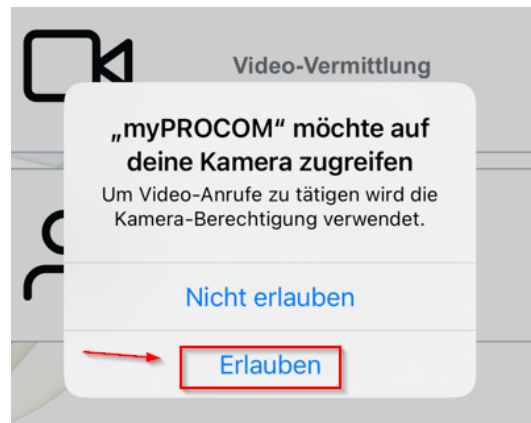 Video-Vermittlung
„myPROCOM“ möchte auf
deine Kamera zugreifen
Um Video-Anrufe zu tätigen wird die
Kamera-Berechtigung verwendet.
Nicht erlauben
Erlauben